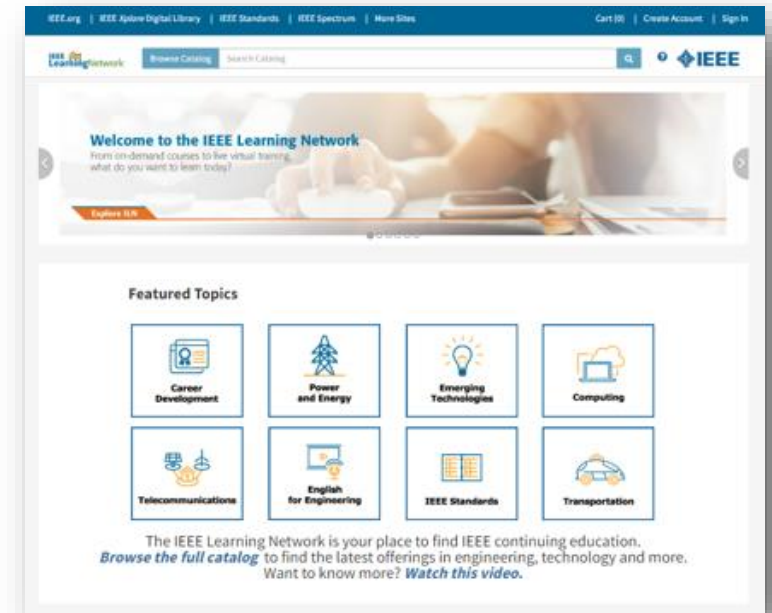 IEEE.org | IEEE Xplore Digital Library | IEEE Standards | IEEE Spectrum | More Sites
Cart (0) | Create Account | Sign In
IEEE LearningNetwork
Browse Catalog
Search Catalog
IEEE
Welcome to the IEEE Learning Network
From on-demand courses to live virtual training,
what do you want to learn today?
Explore ILN
Featured Topics
Career
Development
Power
and Energy
Emerging
Technologies
Computing
Telecommunications
English
for Engineering
IEEE Standards
Transportation
The IEEE Learning Network is your place to find IEEE continuing education.
Browse the full catalog to find the latest offerings in engineering, technology and more.
Want to know more? Watch this video.